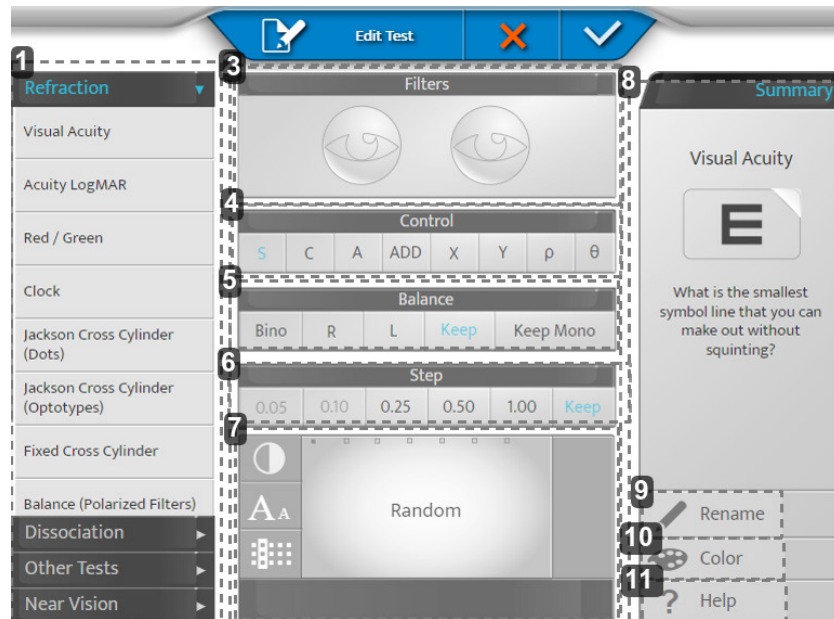 Edit Test
1
Refraction
Visual Acuity
Acuity LogMAR
Red / Green
Clock
Jackson Cross Cylinder
(Dots)
Jackson Cross Cylinder
(Optotypes)
Fixed Cross Cylinder
Balance (Polarized Filters)
Dissociation
Other Tests
Near Vision
3
Filters
4
Control
S C A ADD X Y ρ θ
5
Balance
Bino R L Keep Keep Mono
6
Step
0.05 0.10 0.25 0.50 1.00 Keep
7
A A
Random
8
Summary
Visual Acuity
E
What is the smallest
symbol line that you can
make out without
squinting?
9
Rename
10
Color
11
? Help